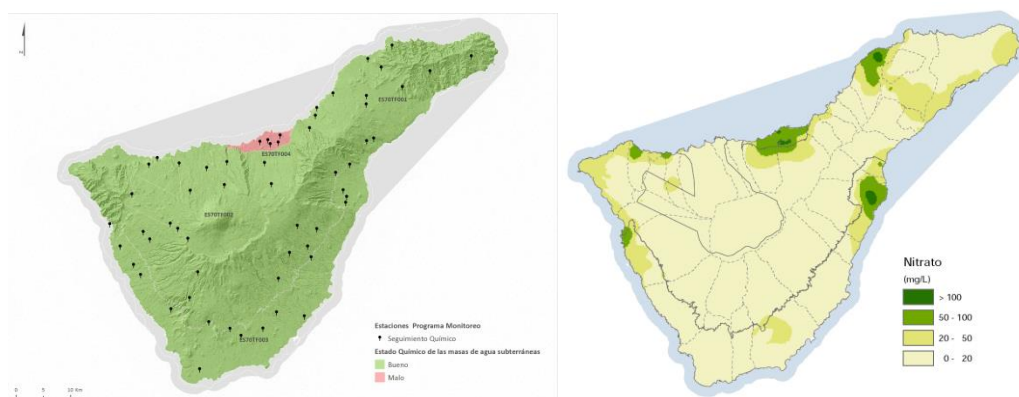 ES70TF001
ES70TF004
ES70TF002
ES70TF003
Estaciones Programa Monitoreo
Seguimiento Químico
Estado Químico de las masas de agua subterráneas
Bueno
Malo
0 5 10 Km
Nitrato
(mg/L)
> 100
50 - 100
20 - 50
0 - 20